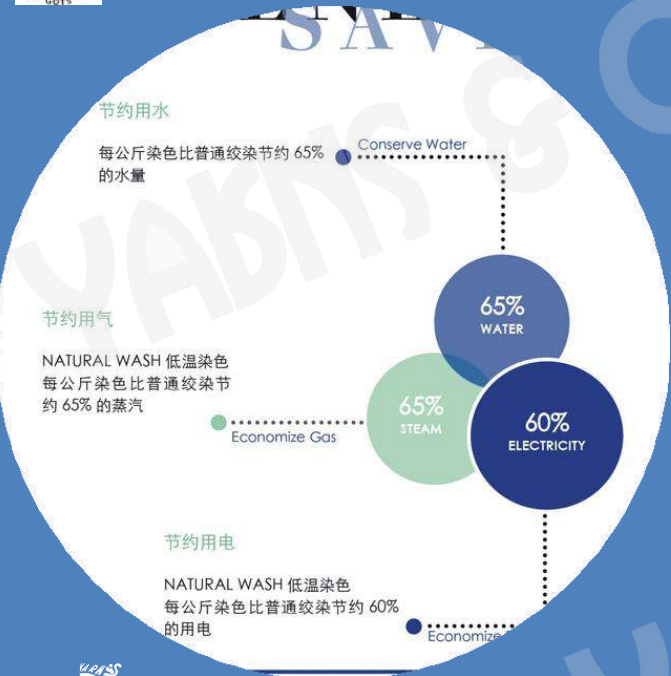 GOTS
节约用水
每公斤染色比普通绞染节约 65%
的水量
Conserve Water
YARNS &
65%
WATER
节约用气
NATURAL WASH 低温染色
每公斤染色比普通绞染节
约 65% 的蒸汽
Economize Gas
65%
STEAM
60%
ELECTRICITY
节约用电
NATURAL WASH 低温染色
每公斤染色比普通绞染节约 60%
的用电
Economize